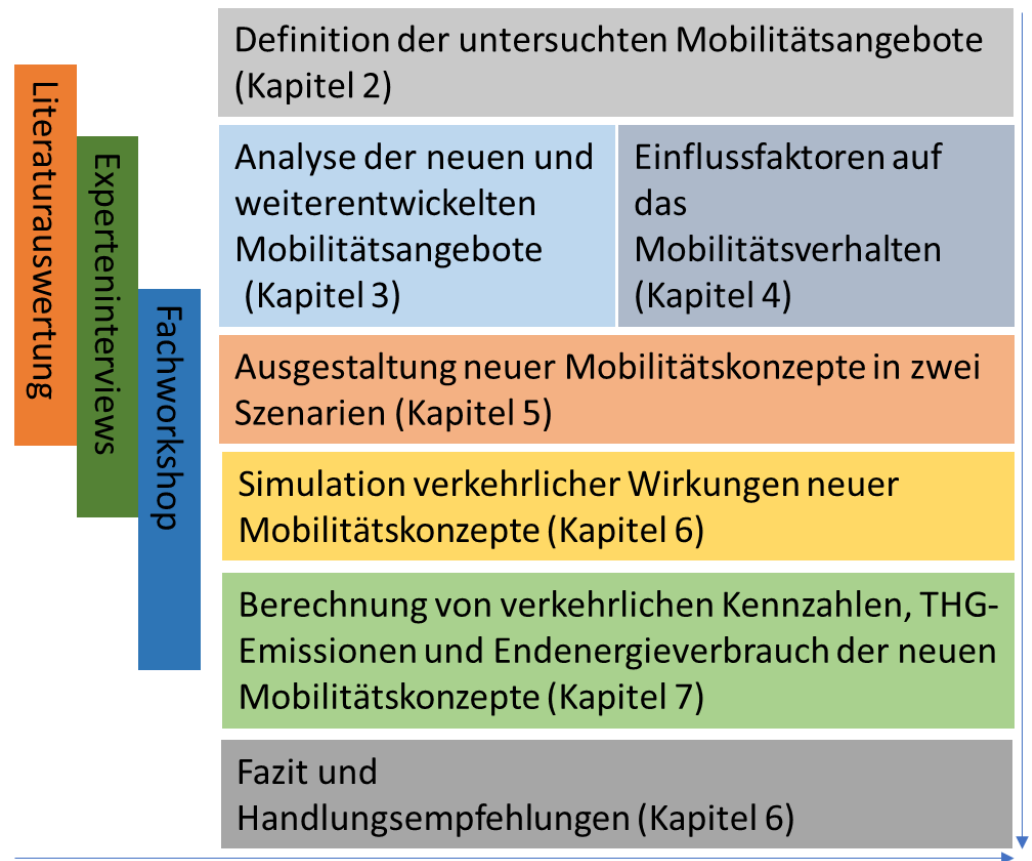 Literaturauswertung
Experteninterviews
Fachworkshop
Definition der untersuchten Mobilitätsangebote
(Kapitel 2)
Analyse der neuen und
weiterentwickelten
Mobilitätsangebote
(Kapitel 3)
Einflussfaktoren auf
das
Mobilitätsverhalten
(Kapitel 4)
Ausgestaltung neuer Mobilitätskonzepte in zwei
Szenarien (Kapitel 5)
Simulation verkehrlicher Wirkungen neuer
Mobilitätskonzepte (Kapitel 6)
Berechnung von verkehrlichen Kennzahlen, THG-
Emissionen und Endenergieverbrauch der neuen
Mobilitätskonzepte (Kapitel 7)
Fazit und
Handlungsempfehlungen (Kapitel 6)